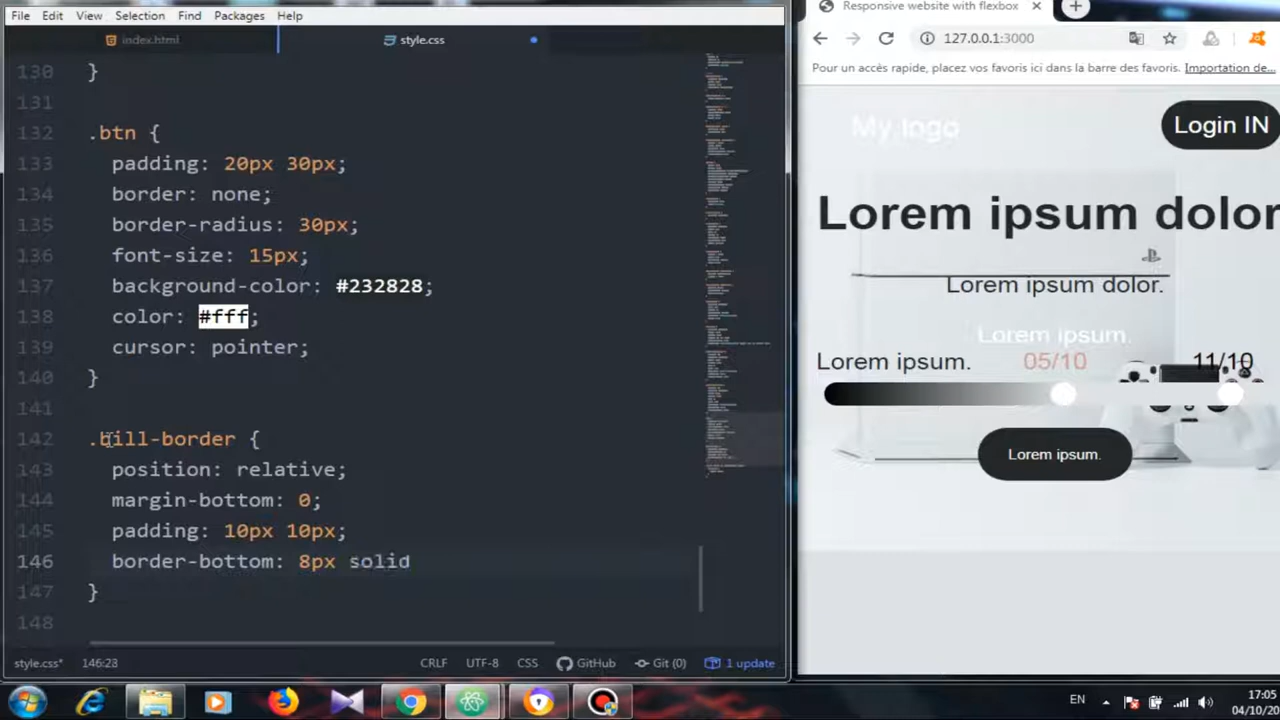 File Edit View Selection Find Packages Help
index.html
style.css
130 }
131
132 .btn {
133 padding: 20px 30px;
134 border: none;
135 border-radius: 30px;
136 font-size: 15px;
137 background-color: #232828;
138 color: #fff;
139 cursor: pointer;
140 }
141
142 .bill-border {
143 position: relative;
144 margin-bottom: 0;
145 padding: 10px 10px;
146 border-bottom: 8px solid
147 }
148
style.css* 146:28 CRLF UTF-8 CSS GitHub Git (0) 1 update
Responsive website with flexbox
127.0.0.1:3000
Pour un accès rapide, placez vos favoris ici dans la barre des favoris. Importation de...
My logo
Login IN
Lorem ipsum dolor
Lorem ipsum dolor.
Lorem ipsum.
Lorem ipsum. 05/10 11/10
Lorem ipsum.
EN
17:05
04/10/20